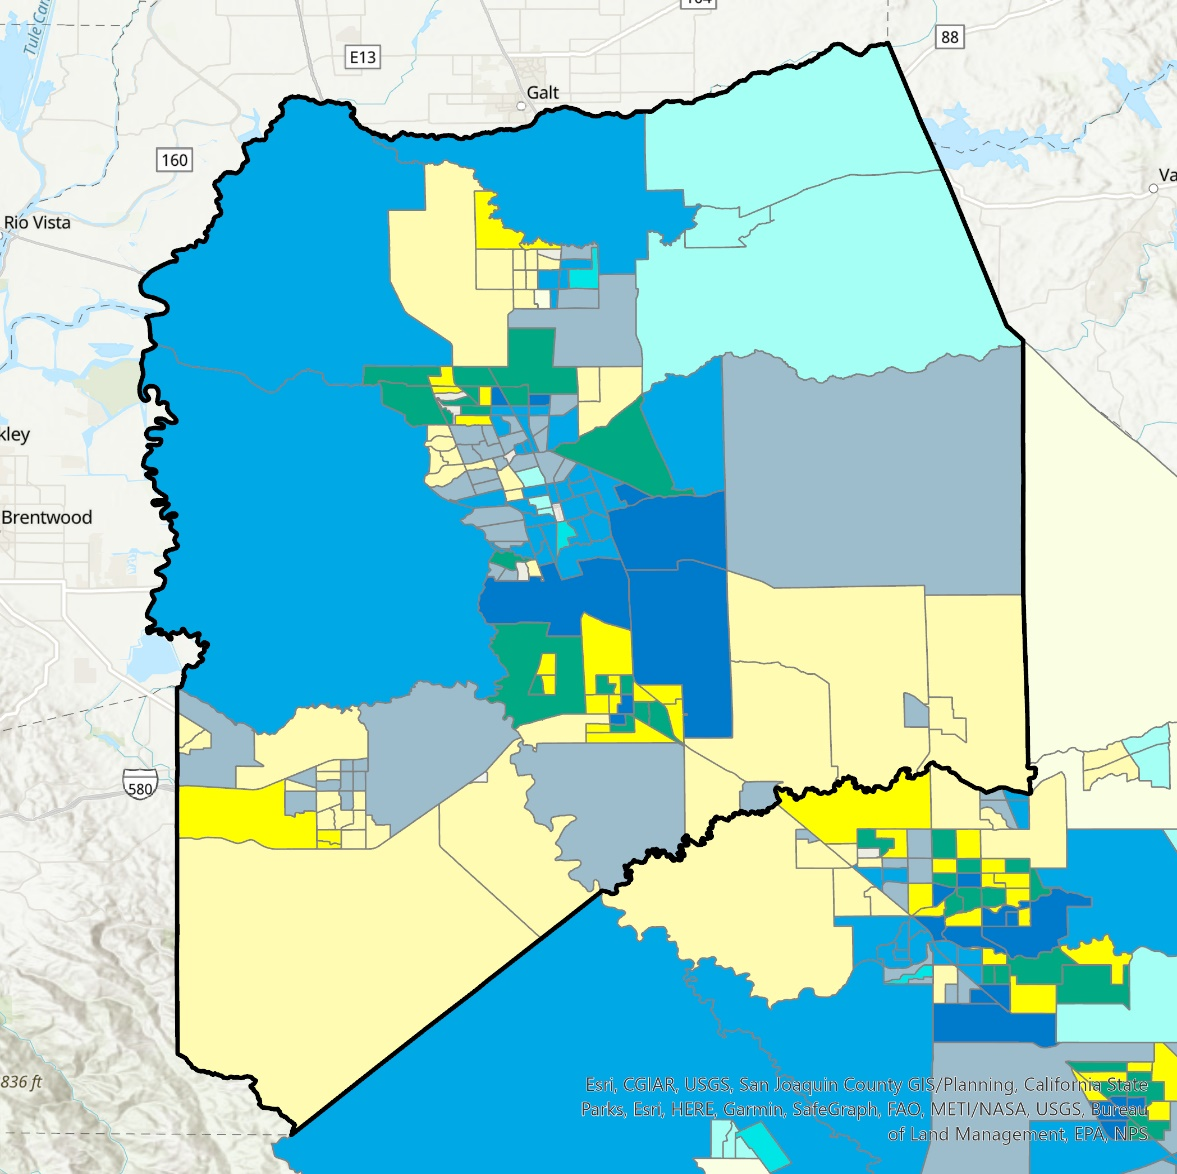 Tule Can
104
88
E13
Galt
160
Va
Rio Vista
kley
Brentwood
580
836 ft
Esri, CGIAR, USGS, San Joaquin County GIS/Planning, California State
Parks, Esri, HERE, Garmin, SafeGraph, FAO, METI/NASA, USGS, Bureau
of Land Management, EPA, NPS